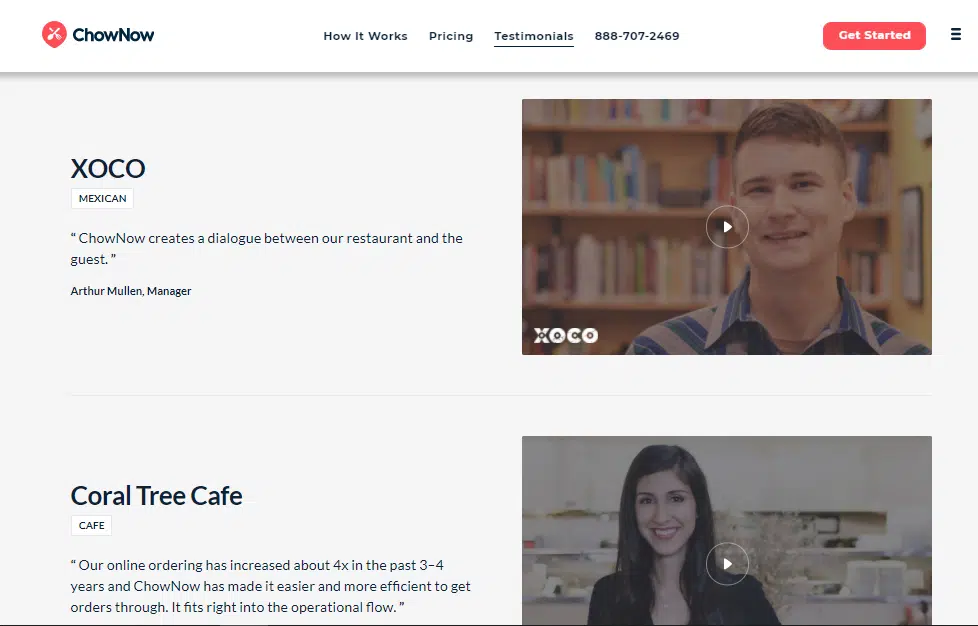 ChowNow
How It Works
Pricing
Testimonials
888-707-2469
Get Started
XOCO
MEXICAN
“ ChowNow creates a dialogue between our restaurant and the
guest. ”
Arthur Mullen, Manager
XOCO
Coral Tree Cafe
CAFE
“ Our online ordering has increased about 4x in the past 3–4
years and ChowNow has made it easier and more efficient to get
orders through. It fits right into the operational flow. ”